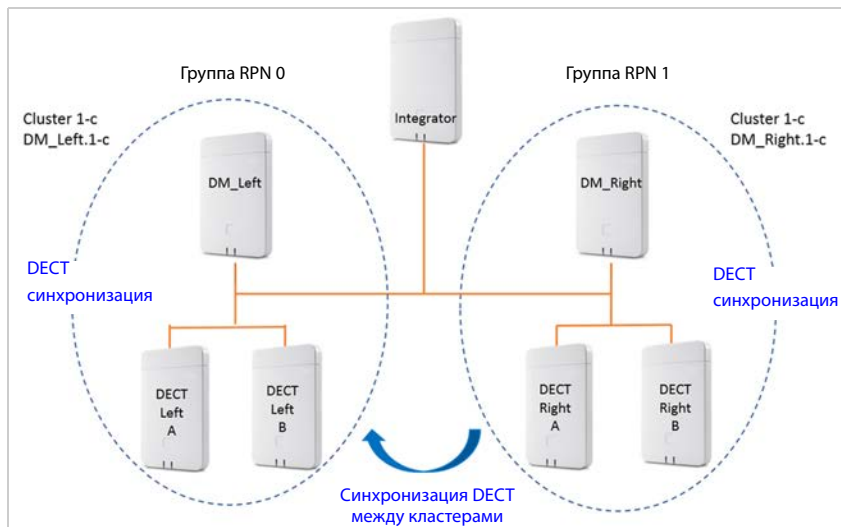 Группа RPN 0
Группа RPN 1
Integrator
Cluster 1-c
DM_Left.1-c
Cluster 1-c
DM_Right.1-c
DM_Left
DM_Right
DECT
синхронизация
DECT
синхронизация
DECT
Left
A
DECT
Left
B
DECT
Right
A
DECT
Right
B
Синхронизация DECT
между кластерами